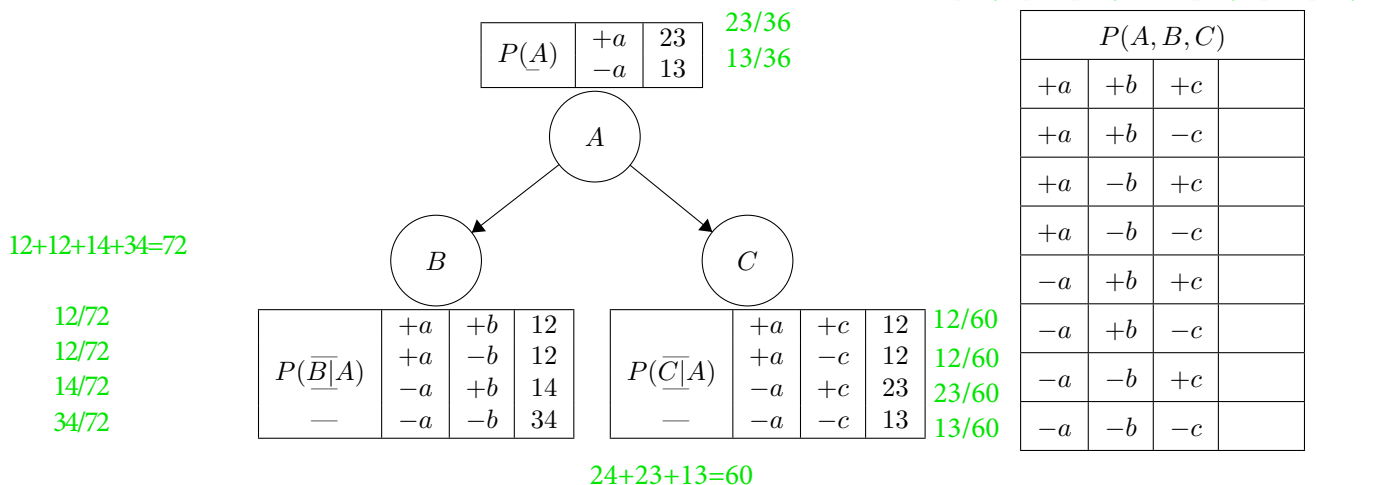 23/36
13/36
P(A) +a 23
−a 13
A
12+12+14+34=72
B
C
12/72
12/72
14/72
34/72
P(B|A) +a +b 12
+a −b 12
−a +b 14
−a −b 34
P(C|A) +a +c 12
+a −c 12
−a +c 23
−a −c 13
12/60
12/60
23/60
13/60
24+23+13=60
P(A, B, C)
+a +b +c
+a +b −c
+a −b +c
+a −b −c
−a +b +c
−a +b −c
−a −b +c
−a −b −c